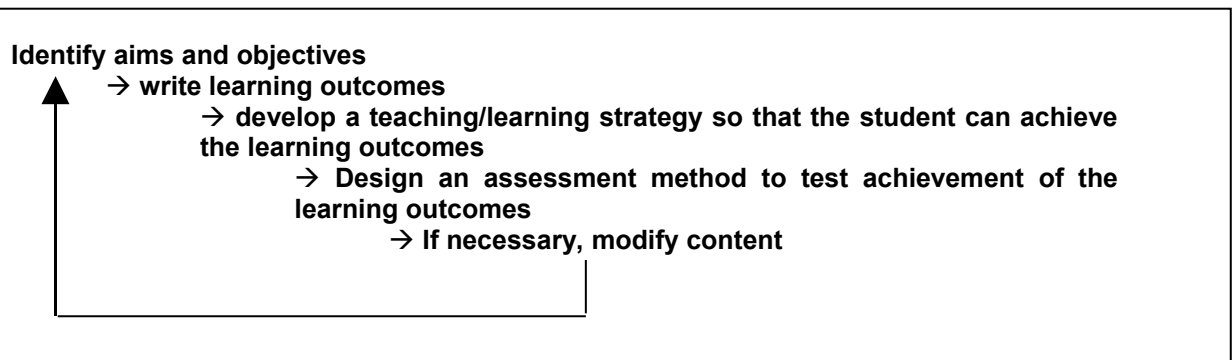 Identify aims and objectives
→ write learning outcomes
→ develop a teaching/learning strategy so that the student can achieve
the learning outcomes
→ Design an assessment method to test achievement of the
learning outcomes
→ If necessary, modify content